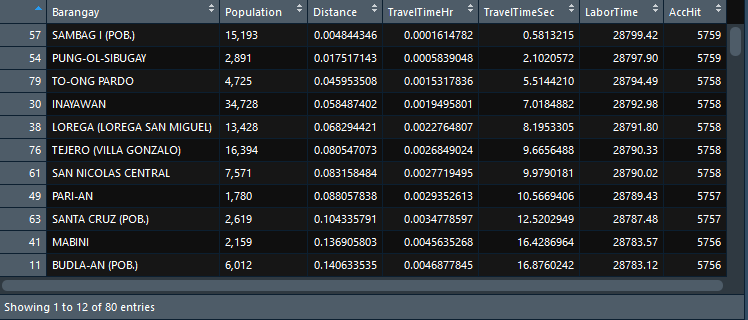 Barangay Population Distance TravelTimeHr TravelTimeSec LaborTime AccHit
57 SAMBAG I (POB.) 15,193 0.004844346 0.0001614782 0.5813215 28799.42 5759
54 PUNG-OL-SIBUGAY 2,891 0.017517143 0.0005839048 2.1020572 28797.90 5759
79 TO-ONG PARDO 4,725 0.045953508 0.0015317836 5.5144210 28794.49 5758
30 INAYAWAN 34,728 0.058487402 0.0019495801 7.0184882 28792.98 5758
38 LOREGA (LOREGA SAN MIGUEL) 13,428 0.068294421 0.0022764807 8.1953305 28791.80 5758
76 TEJERO (VILLA GONZALO) 16,394 0.080547073 0.0026849024 9.6656488 28790.33 5758
61 SAN NICOLAS CENTRAL 7,571 0.083158484 0.0027719495 9.9790181 28790.02 5758
49 PARI-AN 1,780 0.088057838 0.0029352613 10.5669406 28789.43 5757
63 SANTA CRUZ (POB.) 2,619 0.104335791 0.0034778597 12.5202949 28787.48 5757
41 MABINI 2,159 0.136905803 0.0045635268 16.4286964 28783.57 5756
11 BUDLA-AN (POB.) 6,012 0.140633535 0.0046877845 16.8760242 28783.12 5756
Showing 1 to 12 of 80 entries